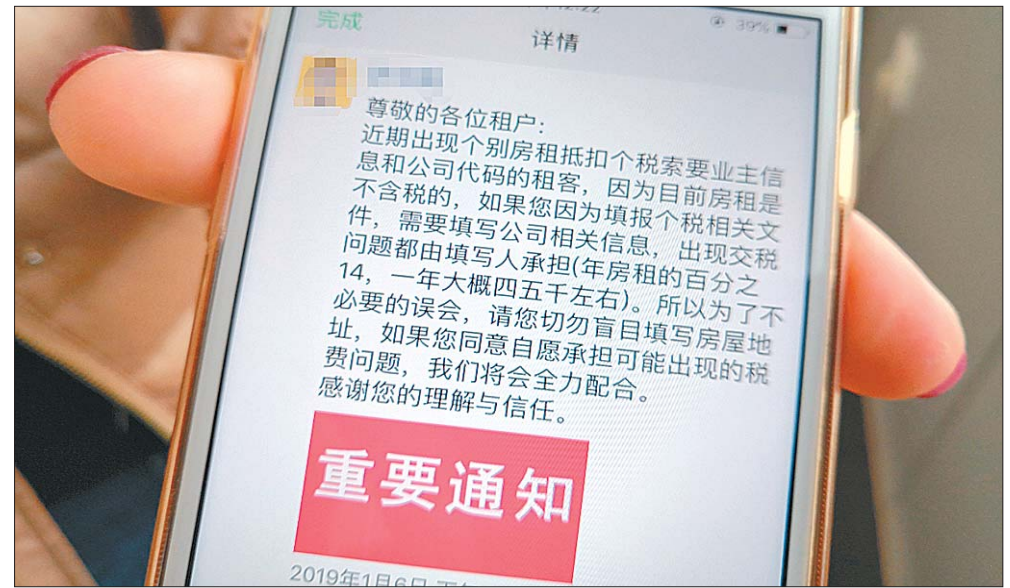 完成
39%
详情
尊敬的各位租户：
近期出现个别房租抵扣个税索要业主信
息和公司代码的租客，因为目前房租是
不含税的，如果您因为填报个税相关文
件，需要填写公司相关信息，出现交税
问题都由填写人承担(年房租的百分之
14，一年大概四五千左右)。所以为了不
必要的误会，请您切勿盲目填写房屋地
址，如果您同意自愿承担可能出现的税
费问题，我们将会全力配合。
感谢您的理解与信任。
重要通知
2019年1月6日